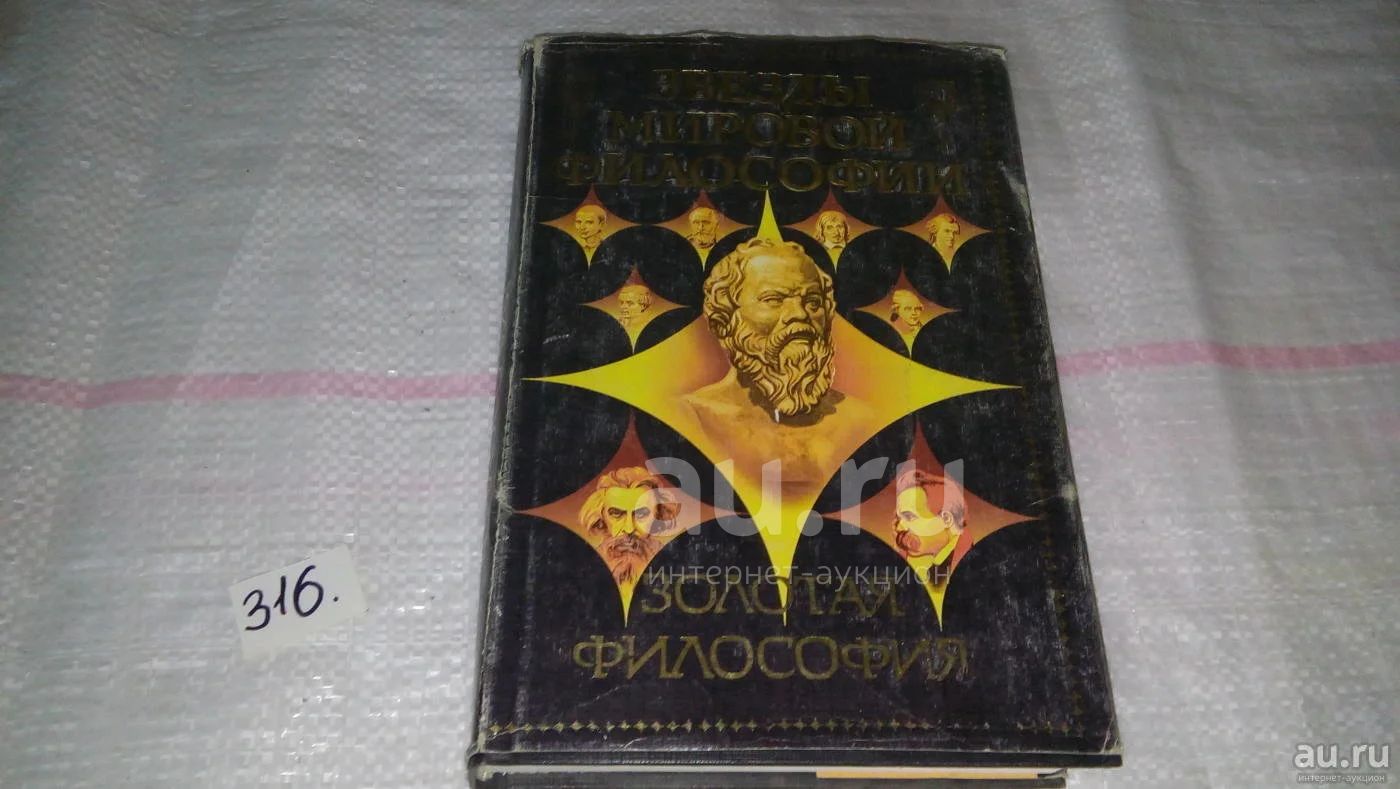 ЗВЕЗДЫ
МИРОВОЙ
ФИЛОСОФИИ
au.ru
интернет-аукцион
ЗОЛОТАЯ
ФИЛОСОФИЯ
316.
au.ru
интернет-аукцион